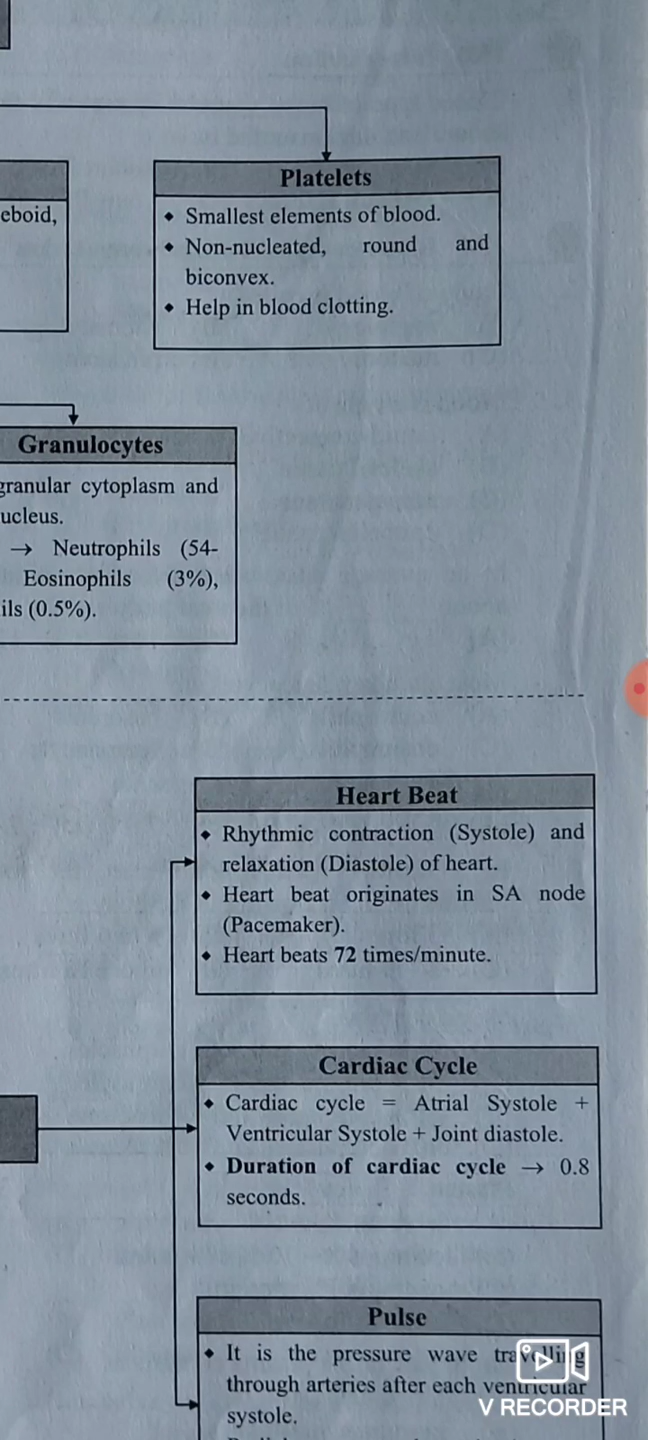 Platelets
eboid,
◆ Smallest elements of blood.
◆ Non-nucleated, round and
biconvex.
◆ Help in blood clotting.
Granulocytes
granular cytoplasm and
ucleus.
→ Neutrophils (54-
Eosinophils (3%),
ils (0.5%).
Heart Beat
◆ Rhythmic contraction (Systole) and
relaxation (Diastole) of heart.
◆ Heart beat originates in SA node
(Pacemaker).
◆ Heart beats 72 times/minute.
Cardiac Cycle
◆ Cardiac cycle = Atrial Systole +
Ventricular Systole + Joint diastole.
◆ Duration of cardiac cycle → 0.8
seconds.
Pulse
◆ It is the pressure wave travelling
through arteries after each ventricular
systole.
V RECORDER